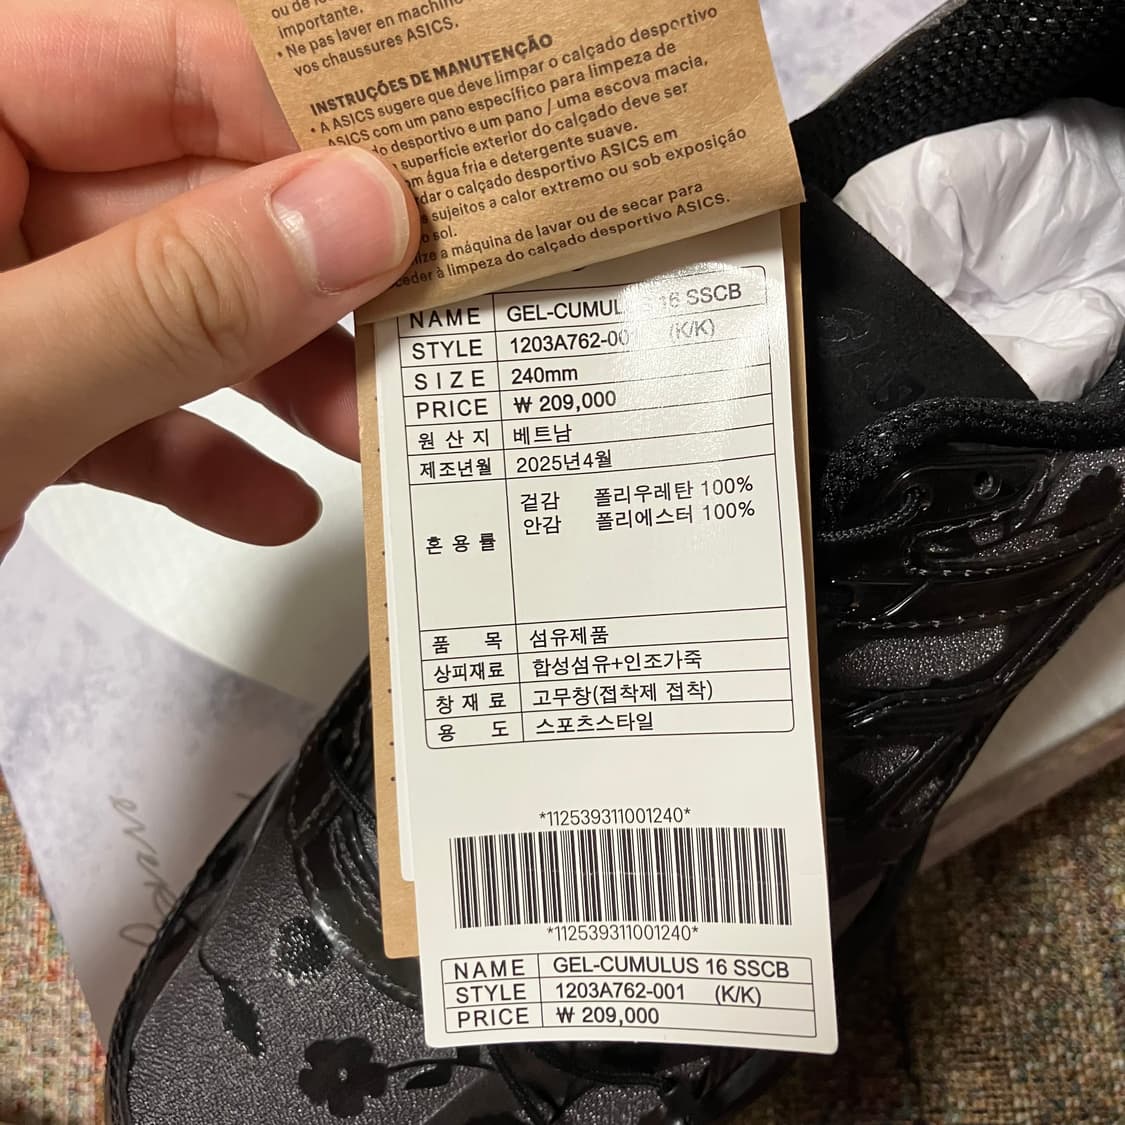 ou de
importante.
• Ne pas laver en machine
vos chaussures ASICS.
INSTRUÇÕES DE MANUTENÇÃO
• A ASICS sugere que deve limpar o calçado desportivo
ASICS com um pano específico para limpeza de
do desportivo e um pano / uma escova macia,
superfície exterior do calçado deve ser
água fria e detergente suave.
o calçado desportivo ASICS em
sujeitos a calor extremo ou sob exposição
sol.
a máquina de lavar ou de secar para
à limpeza do calçado desportivo ASICS.
NAME GEL-CUMULUS 16 SSCB
STYLE 1203A762-001 (K/K)
SIZE 240mm
PRICE ₩ 209,000
원 산 지 베트남
제조년월 2025년4월
혼 용 률 겉감 폴리우레탄 100%
안감 폴리에스터 100%
품 목 섬유제품
상피재료 합성섬유+인조가죽
창 재 료 고무창(접착제 접착)
용 도 스포츠스타일
*112539311001240*
*112539311001240*
NAME GEL-CUMULUS 16 SSCB
STYLE 1203A762-001 (K/K)
PRICE ₩ 209,000